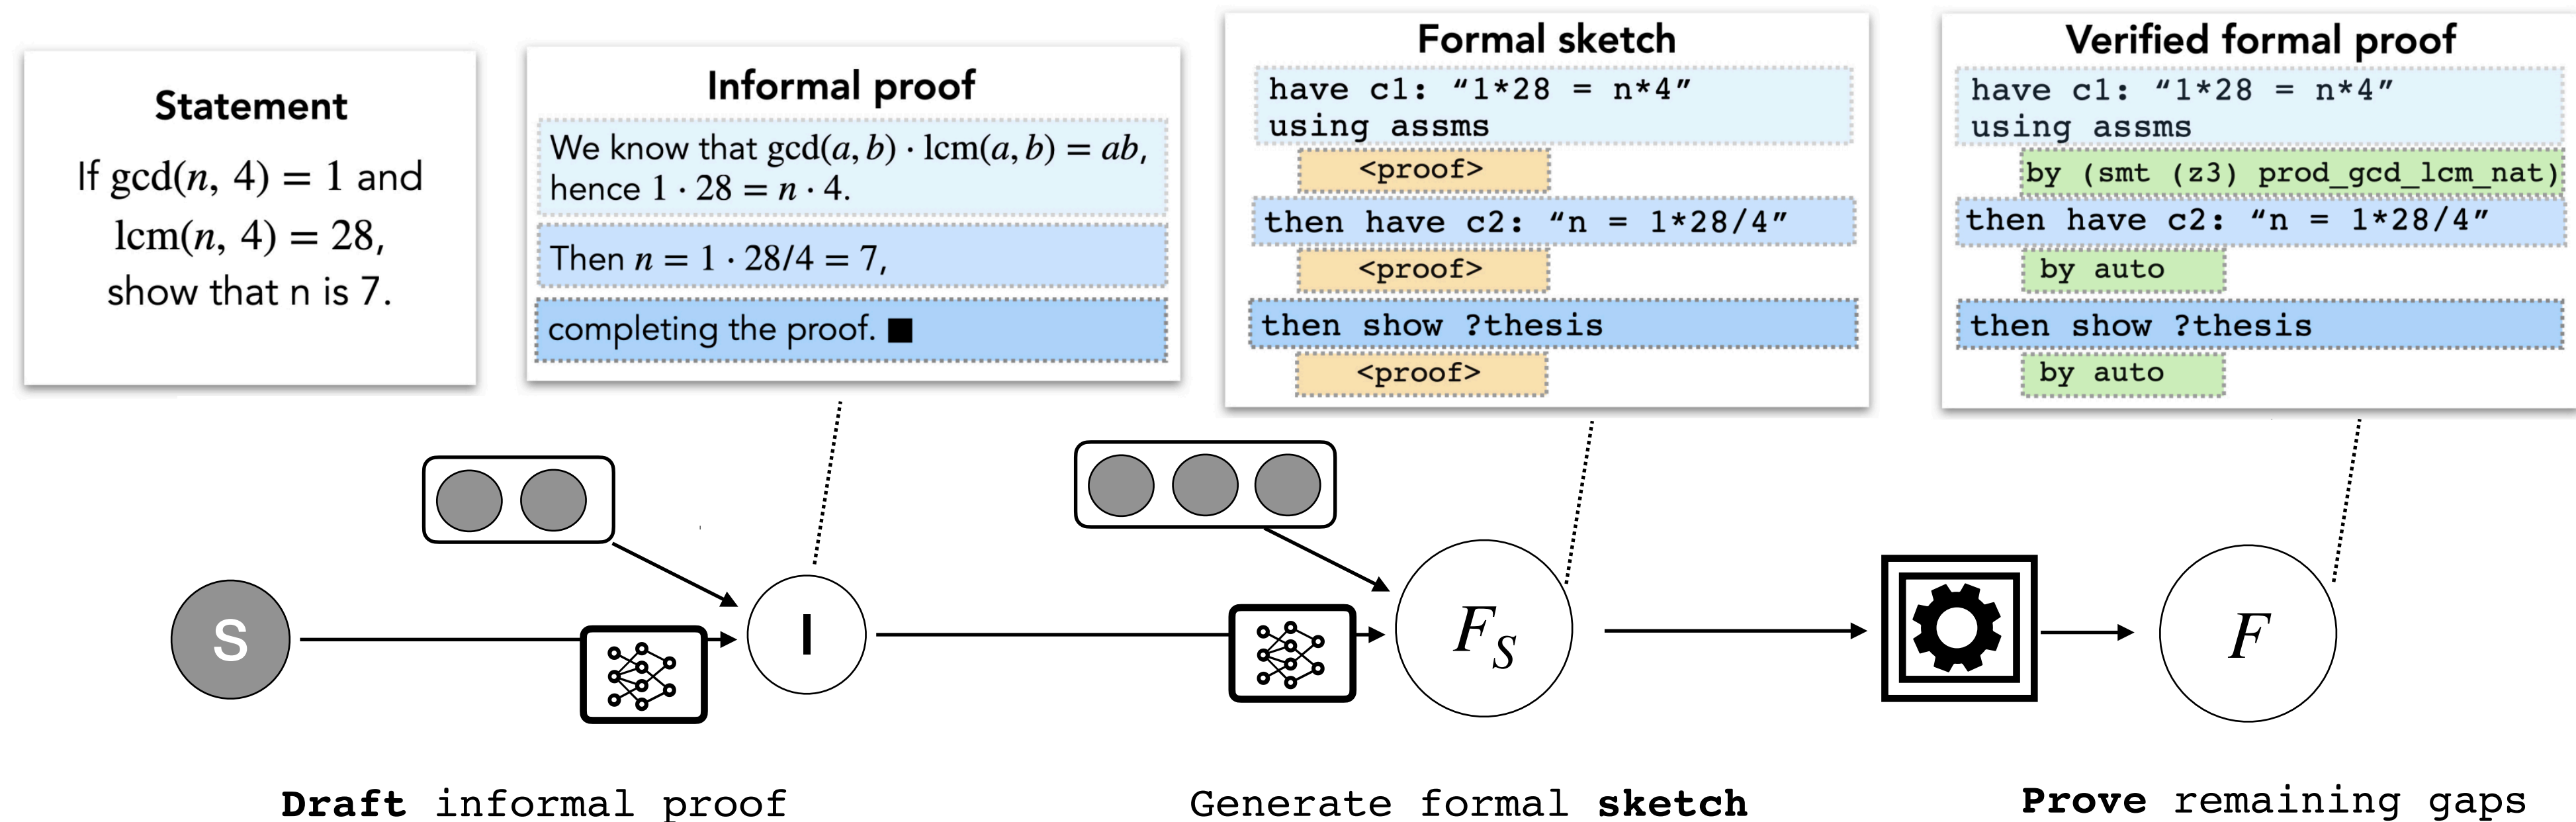 Statement
If gcd(n, 4) = 1 and
lcm(n, 4) = 28,
show that n is 7.
Informal proof
We know that gcd(a, b) · lcm(a, b) = ab,
hence 1 · 28 = n · 4.
Then n = 1 · 28/4 = 7,
completing the proof. ■
Formal sketch
have c1: “1*28 = n*4”
using assms
<proof>
then have c2: “n = 1*28/4”
<proof>
then show ?thesis
<proof>
Verified formal proof
have c1: “1*28 = n*4”
using assms
by (smt (z3) prod_gcd_lcm_nat)
then have c2: “n = 1*28/4”
by auto
then show ?thesis
by auto
S
I
F_S
F
Draft informal proof
Generate formal sketch
Prove remaining gaps